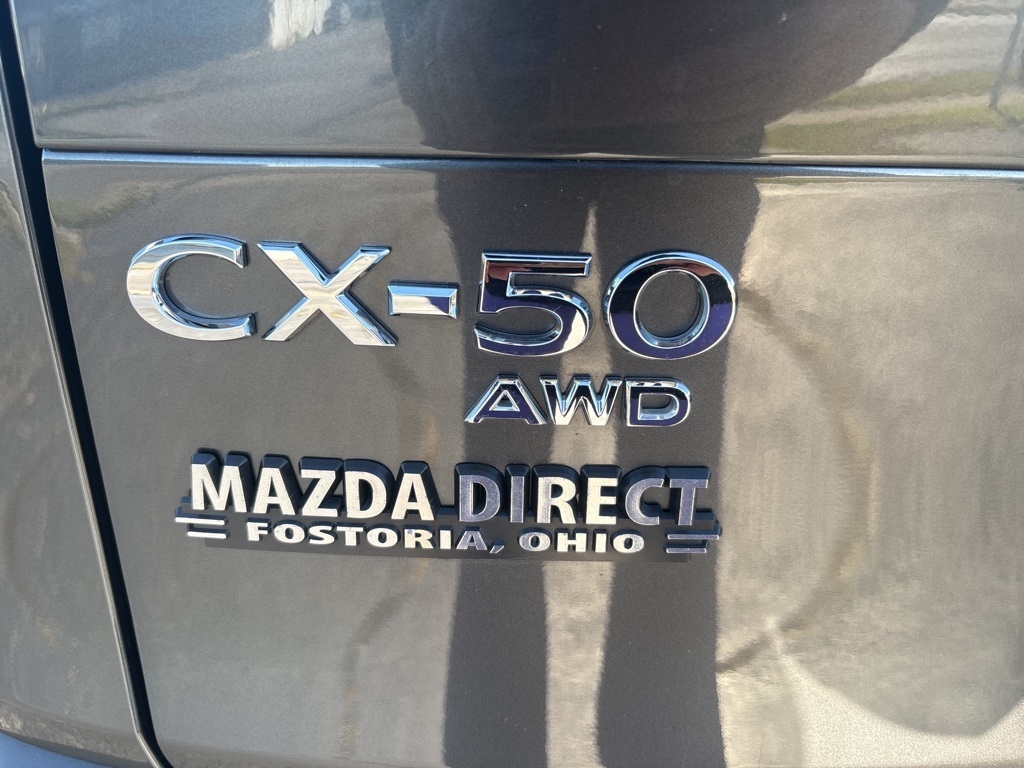 CX-50
AWD
MAZDA DIRECT
FOSTORIA, OHIO